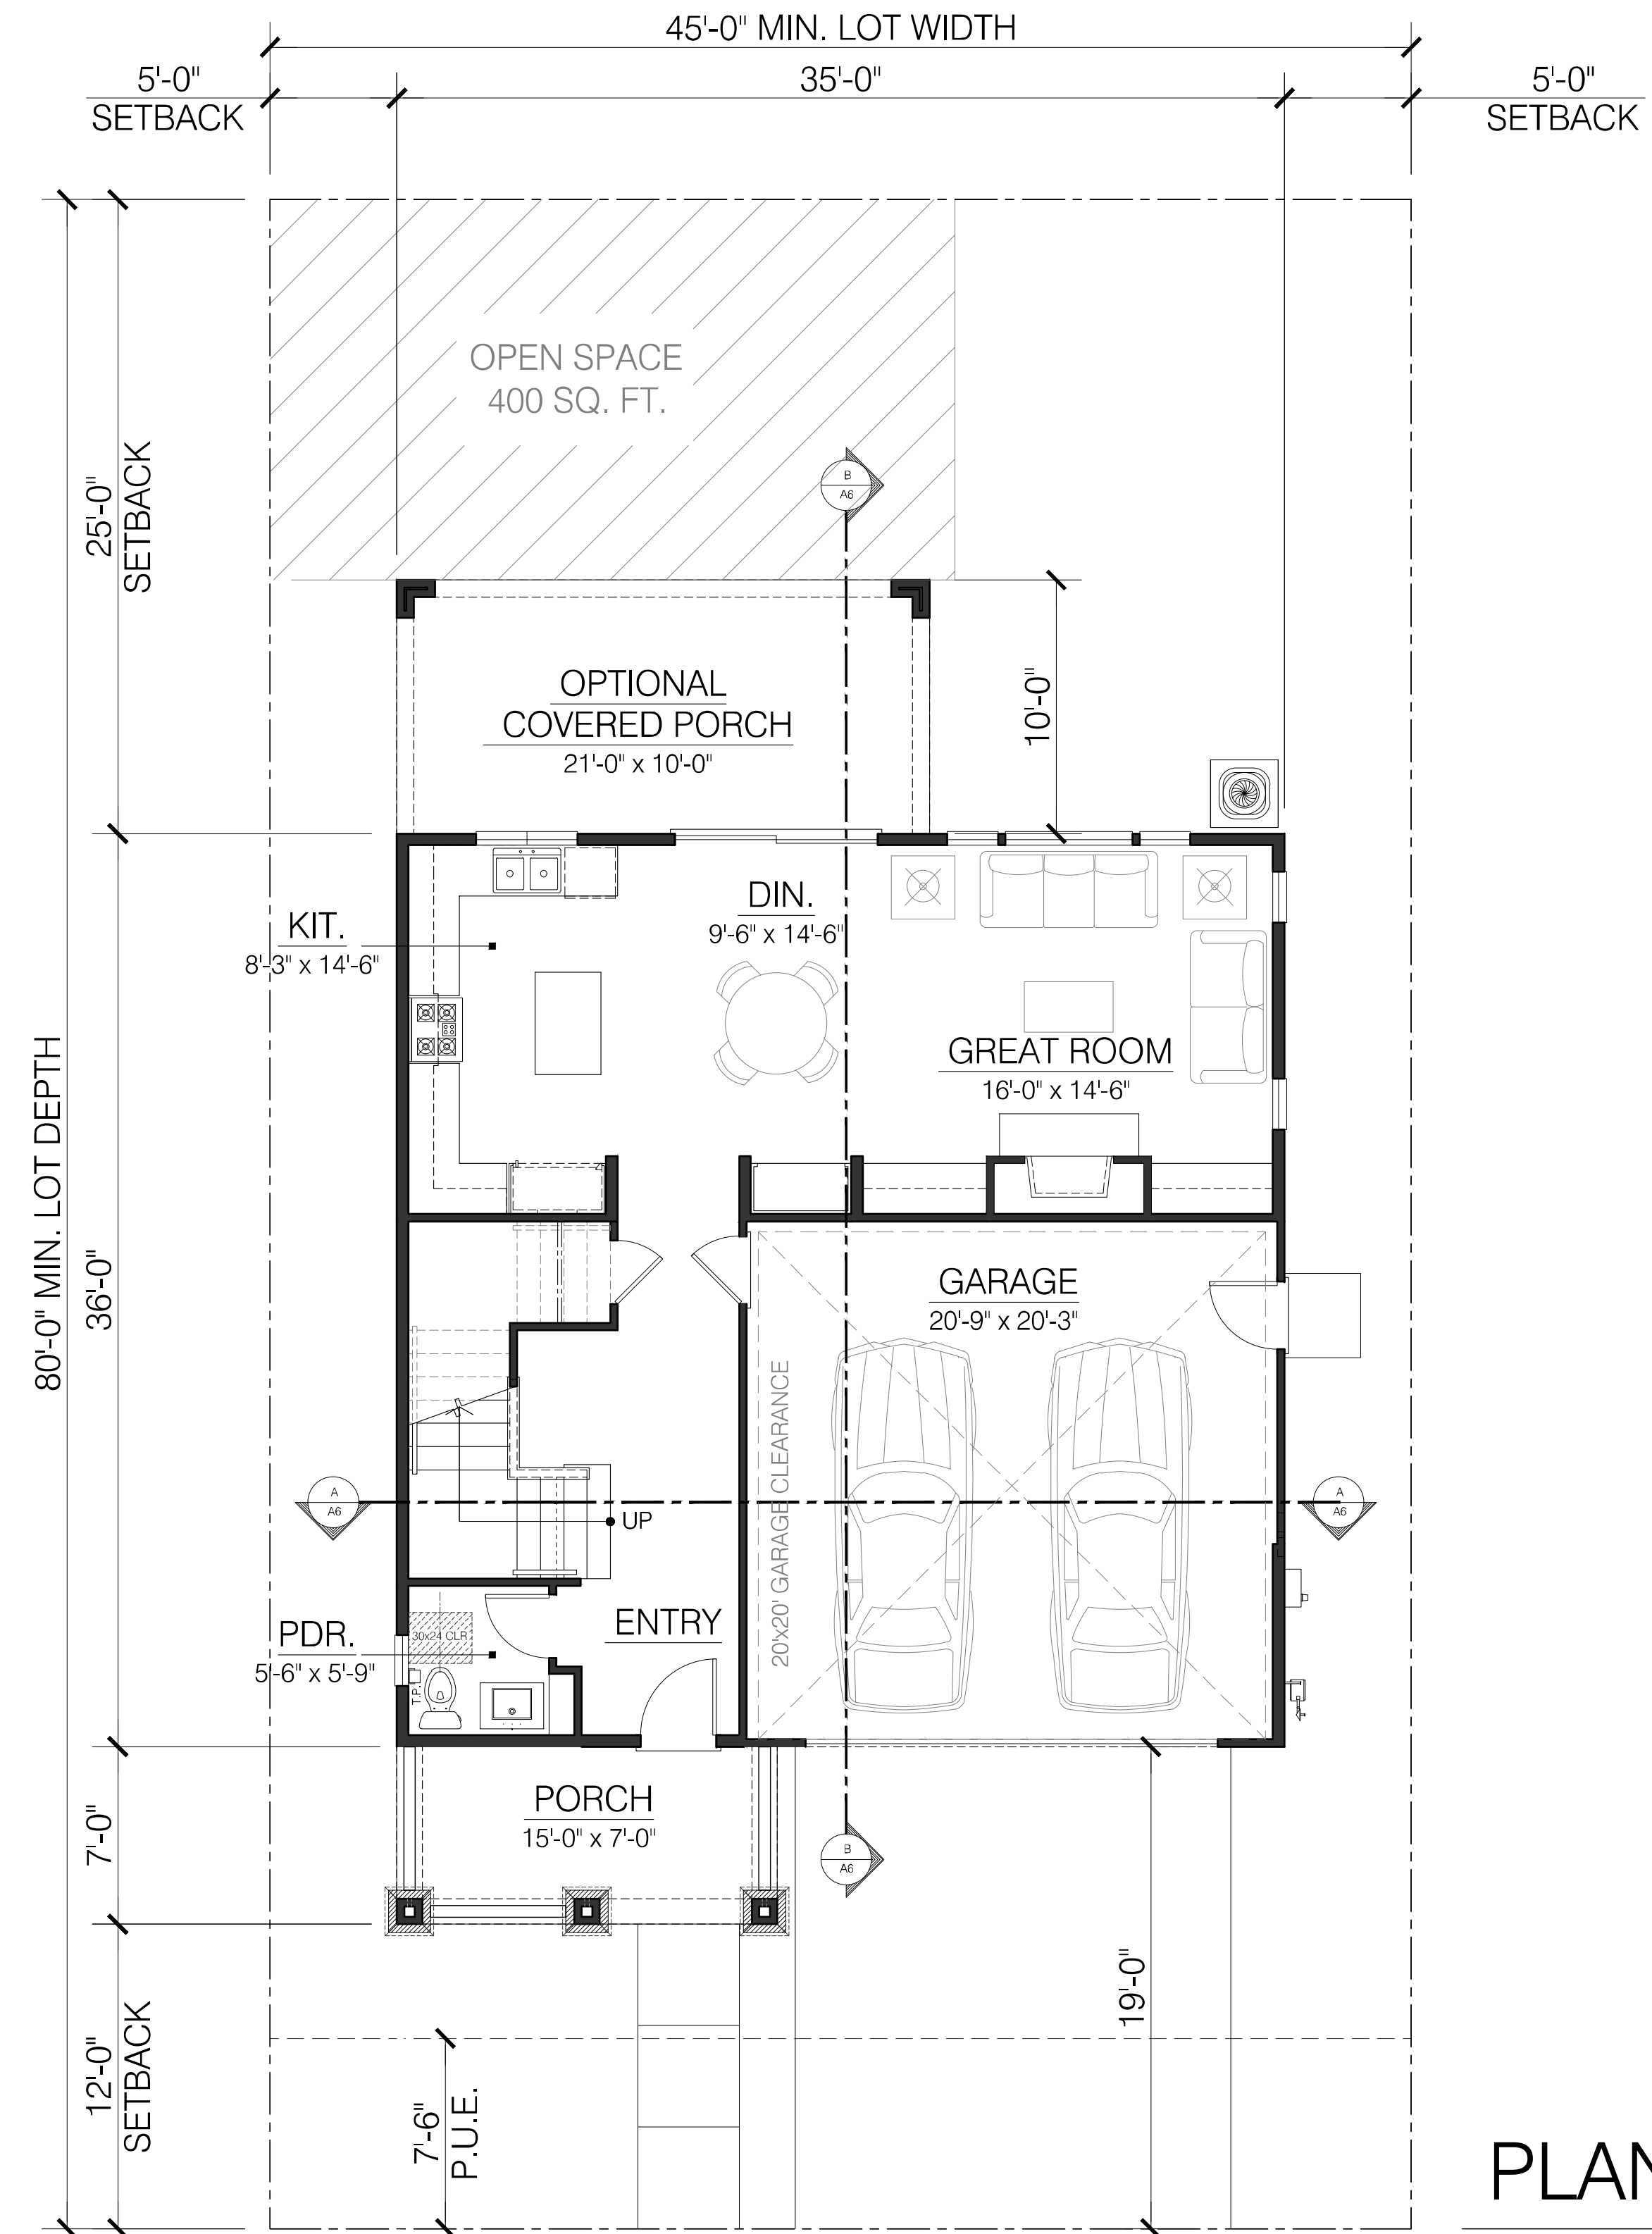 45'-0" MIN. LOT WIDTH
5'-0"
SETBACK
35'-0"
5'-0"
SETBACK
OPEN SPACE
400 SQ. FT.
25'-0"
SETBACK
B
A6
OPTIONAL
COVERED PORCH
21'-0" x 10'-0"
10'-0"
KIT.
8'-3" x 14'-6"
DIN.
9'-6" x 14'-6"
GREAT ROOM
16'-0" x 14'-6"
80'-0" MIN. LOT DEPTH
36'-0"
GARAGE
20'-9" x 20'-3"
20'x20' GARAGE CLEARANCE
A
A6
UP
A
A6
PDR.
5'-6" x 5'-9"
30x24 CLR
T.P.
ENTRY
PORCH
15'-0" x 7'-0"
7'-0"
B
A6
19'-0"
12'-0"
SETBACK
7'-6"
P.U.E.
PLAN